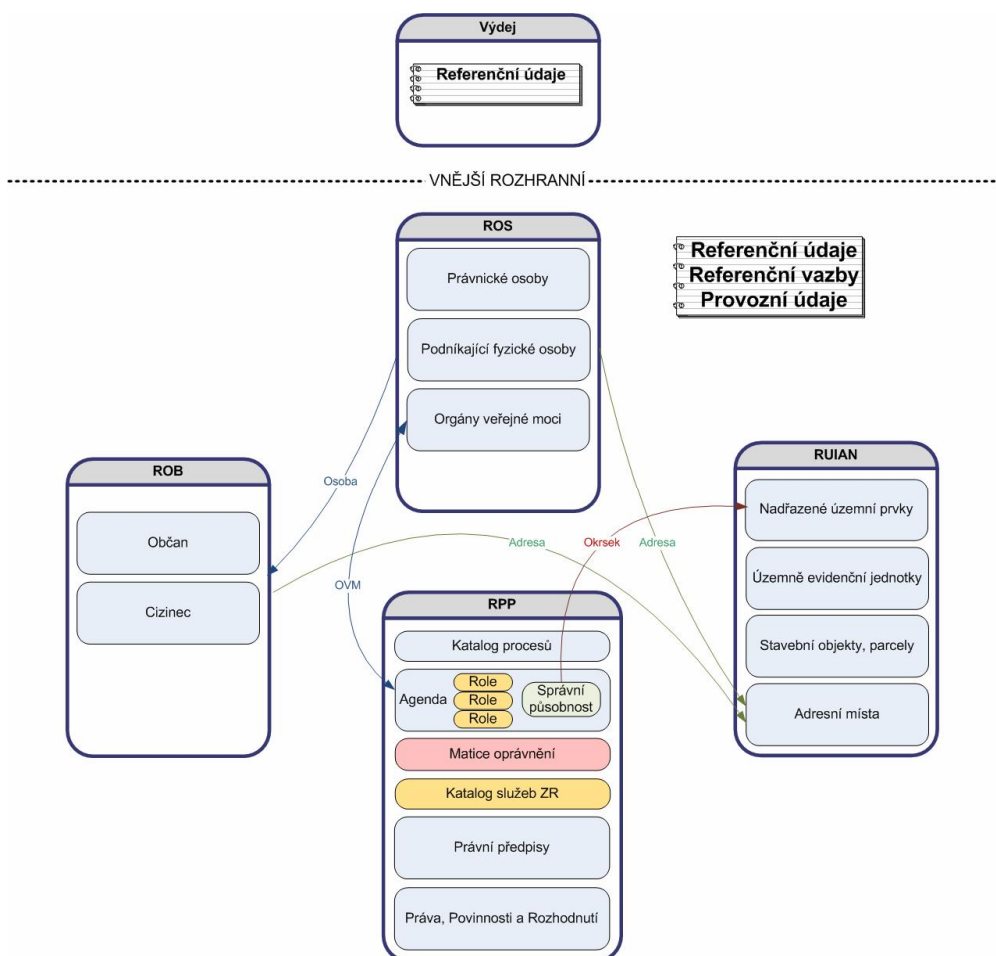 Výdej
Referenční údaje
VNĚJŠÍ ROZHRANNÍ
ROS
Právnické osoby
Podníkající fyzické osoby
Orgány veřejné moci
Referenční údaje
Referenční vazby
Provozní údaje
ROB
Občan
Cizinec
Osoba
OVM
Adresa
Okrsek
Adresa
RUIAN
Nadřazené územní prvky
Územně evidenční jednotky
Stavební objekty, parcely
Adresní místa
RPP
Katalog procesů
Agenda
Role
Role
Role
Správní
působnost
Matice oprávnění
Katalog služeb ZR
Právní předpisy
Práva, Povinnosti a Rozhodnutí